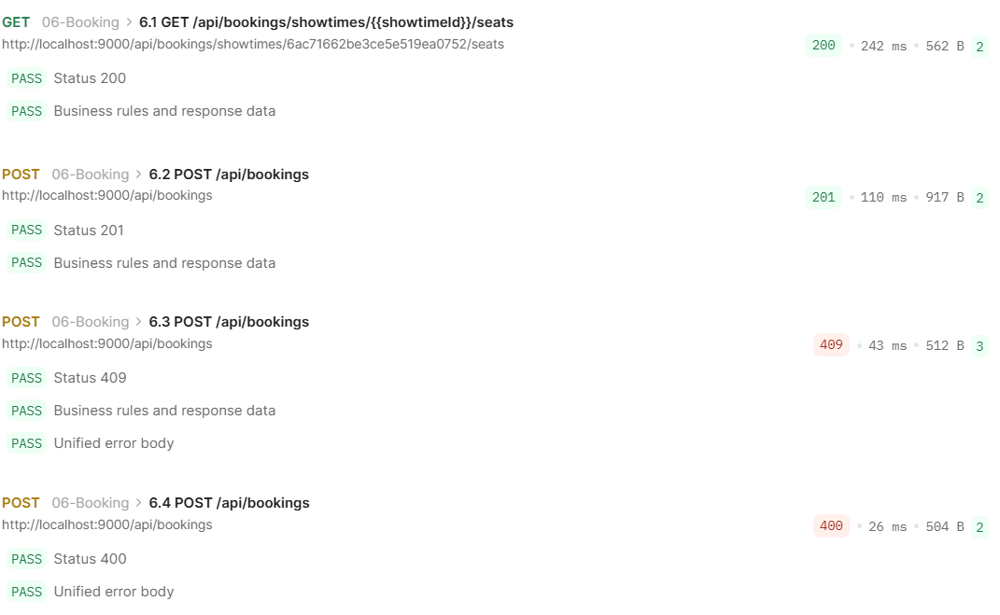 GET 06-Booking > 6.1 GET /api/bookings/showtimes/{{showtimeId}}/seats
http://localhost:9000/api/bookings/showtimes/6ac71662be3ce5e519ea0752/seats
200 • 242 ms • 562 B 2
PASS Status 200
PASS Business rules and response data
POST 06-Booking > 6.2 POST /api/bookings
http://localhost:9000/api/bookings
201 • 110 ms • 917 B 2
PASS Status 201
PASS Business rules and response data
POST 06-Booking > 6.3 POST /api/bookings
http://localhost:9000/api/bookings
409 • 43 ms • 512 B 3
PASS Status 409
PASS Business rules and response data
PASS Unified error body
POST 06-Booking > 6.4 POST /api/bookings
http://localhost:9000/api/bookings
400 • 26 ms • 504 B 2
PASS Status 400
PASS Unified error body